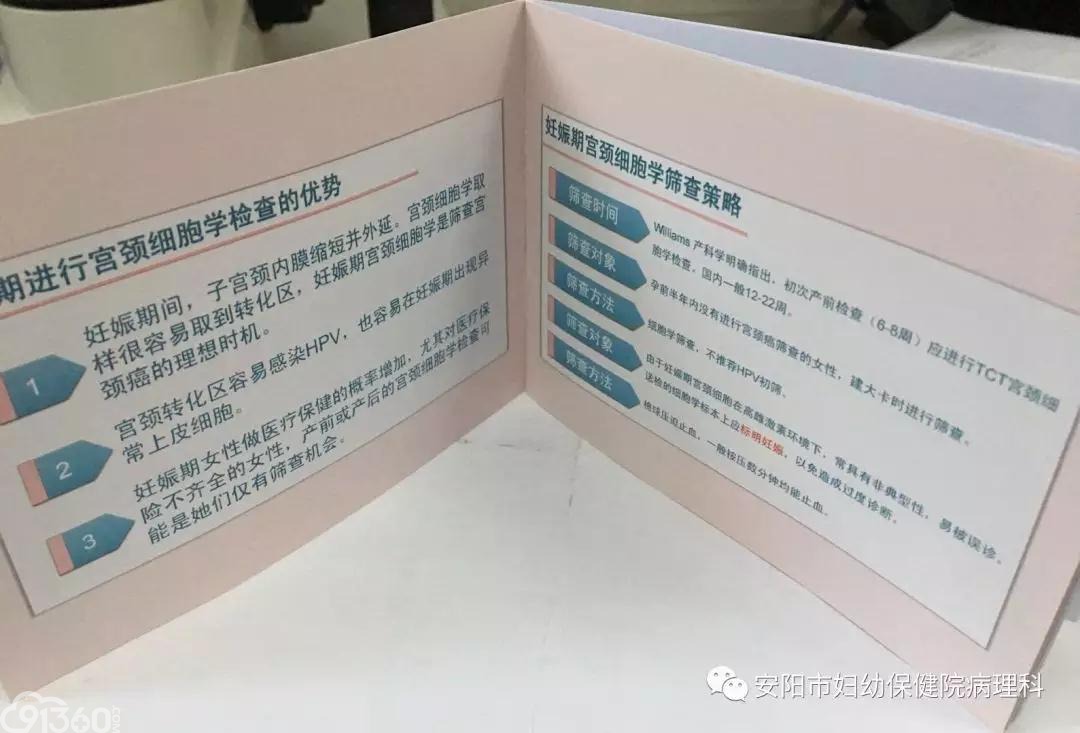 期进行宫颈细胞学检查的优势
1
妊娠期间，子宫颈内膜缩短并外延。宫颈细胞学取
样很容易取到转化区，妊娠期宫颈细胞学是筛查宫
颈癌的理想时机。
2
宫颈转化区容易感染HPV，也容易在妊娠期出现异
常上皮细胞。
3
妊娠期女性做医疗保健的概率增加，尤其对医疗保
险不齐全的女性，产前或产后的宫颈细胞学检查可
能是她们仅有筛查机会。
妊娠期宫颈细胞学筛查策略
筛查时间
Williams 产科学明确指出，初次产前检查（6-8周）应进行TCT宫颈细
胞学检查，国内一般12-22周。
筛查对象
孕前半年内没有进行宫颈癌筛查的女性，建大卡时进行筛查。
筛查方法
细胞学筛查，不推荐HPV初筛。
筛查对象
由于妊娠期宫颈细胞在高雌激素环境下，常具有非典型性，易被误诊。
送检的细胞学标本上应标明妊娠，以免造成过度诊断。
筛查方法
棉球压迫止血，一般按压数分钟均能止血。
安阳市妇幼保健院病理科
C91360.COM